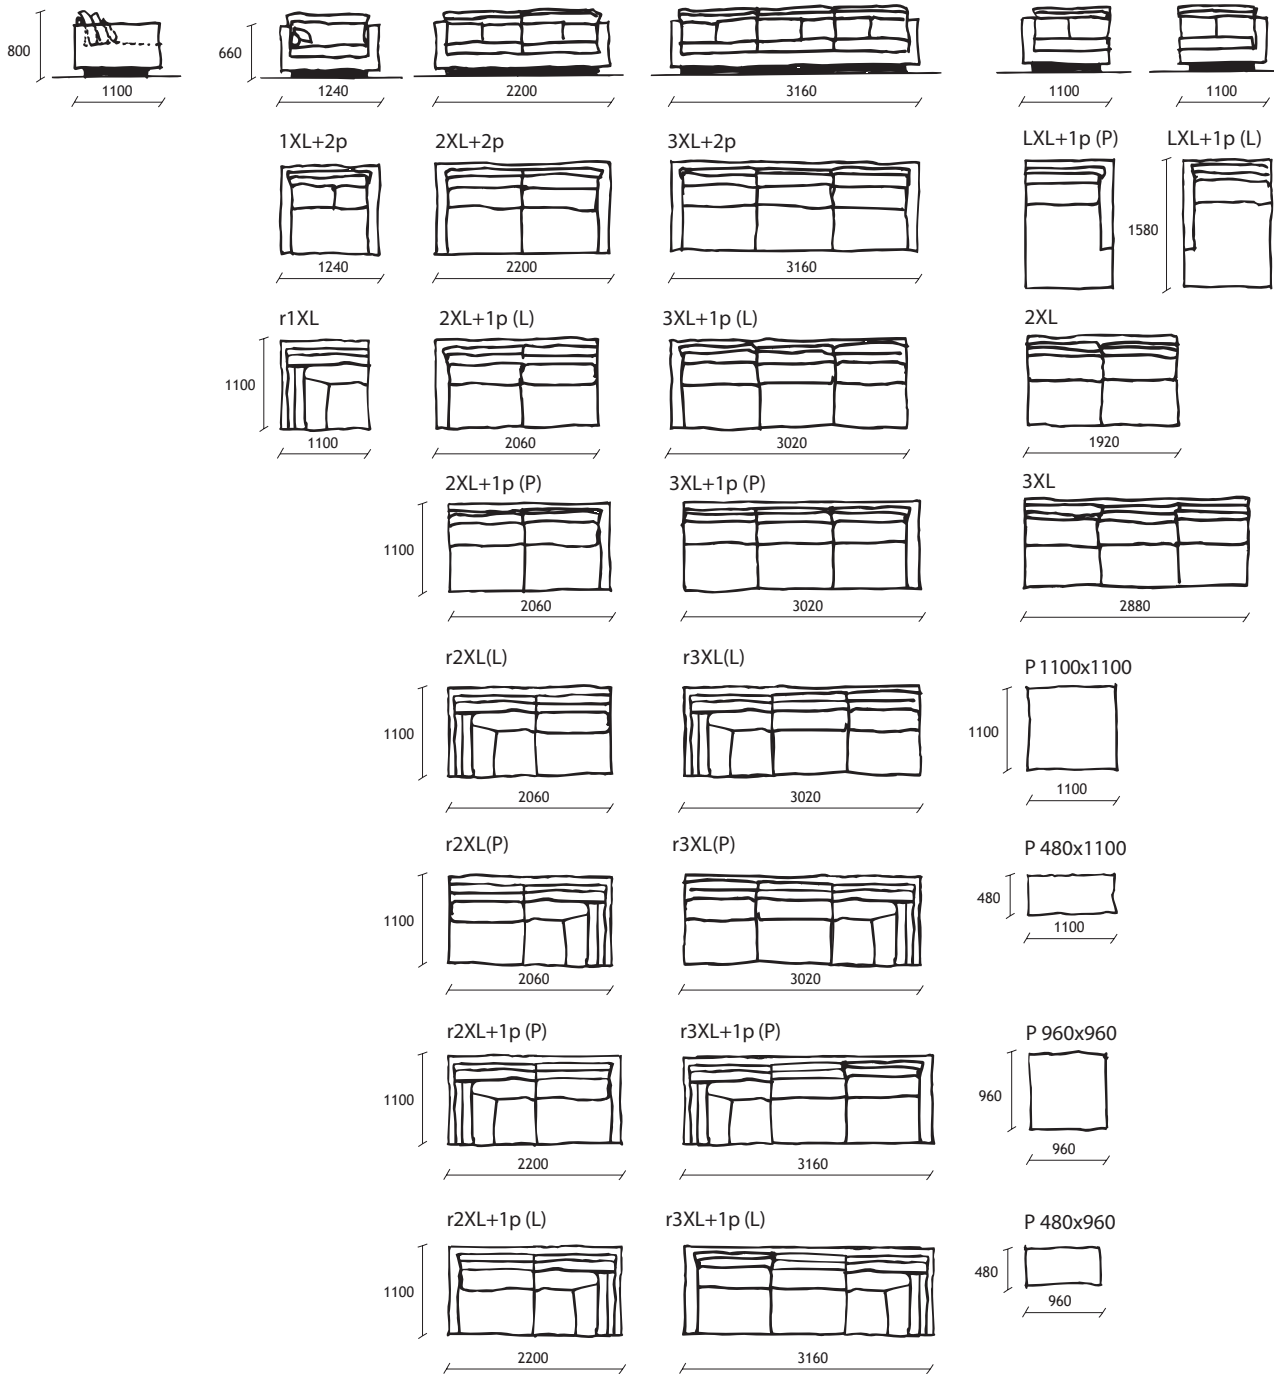 800
1100
660
1240
2200
3160
1100
1100
1XL+2p
2XL+2p
3XL+2p
LXL+1p (P)
LXL+1p (L)
1240
2200
3160
1580
r1XL
2XL+1p (L)
3XL+1p (L)
2XL
1100
1100
2060
3020
1920
2XL+1p (P)
3XL+1p (P)
3XL
1100
2060
3020
2880
r2XL(L)
r3XL(L)
P 1100x1100
1100
2060
3020
1100
1100
r2XL(P)
r3XL(P)
P 480x1100
1100
2060
3020
480
1100
r2XL+1p (P)
r3XL+1p (P)
P 960x960
1100
2200
3160
960
960
r2XL+1p (L)
r3XL+1p (L)
P 480x960
1100
2200
3160
480
960